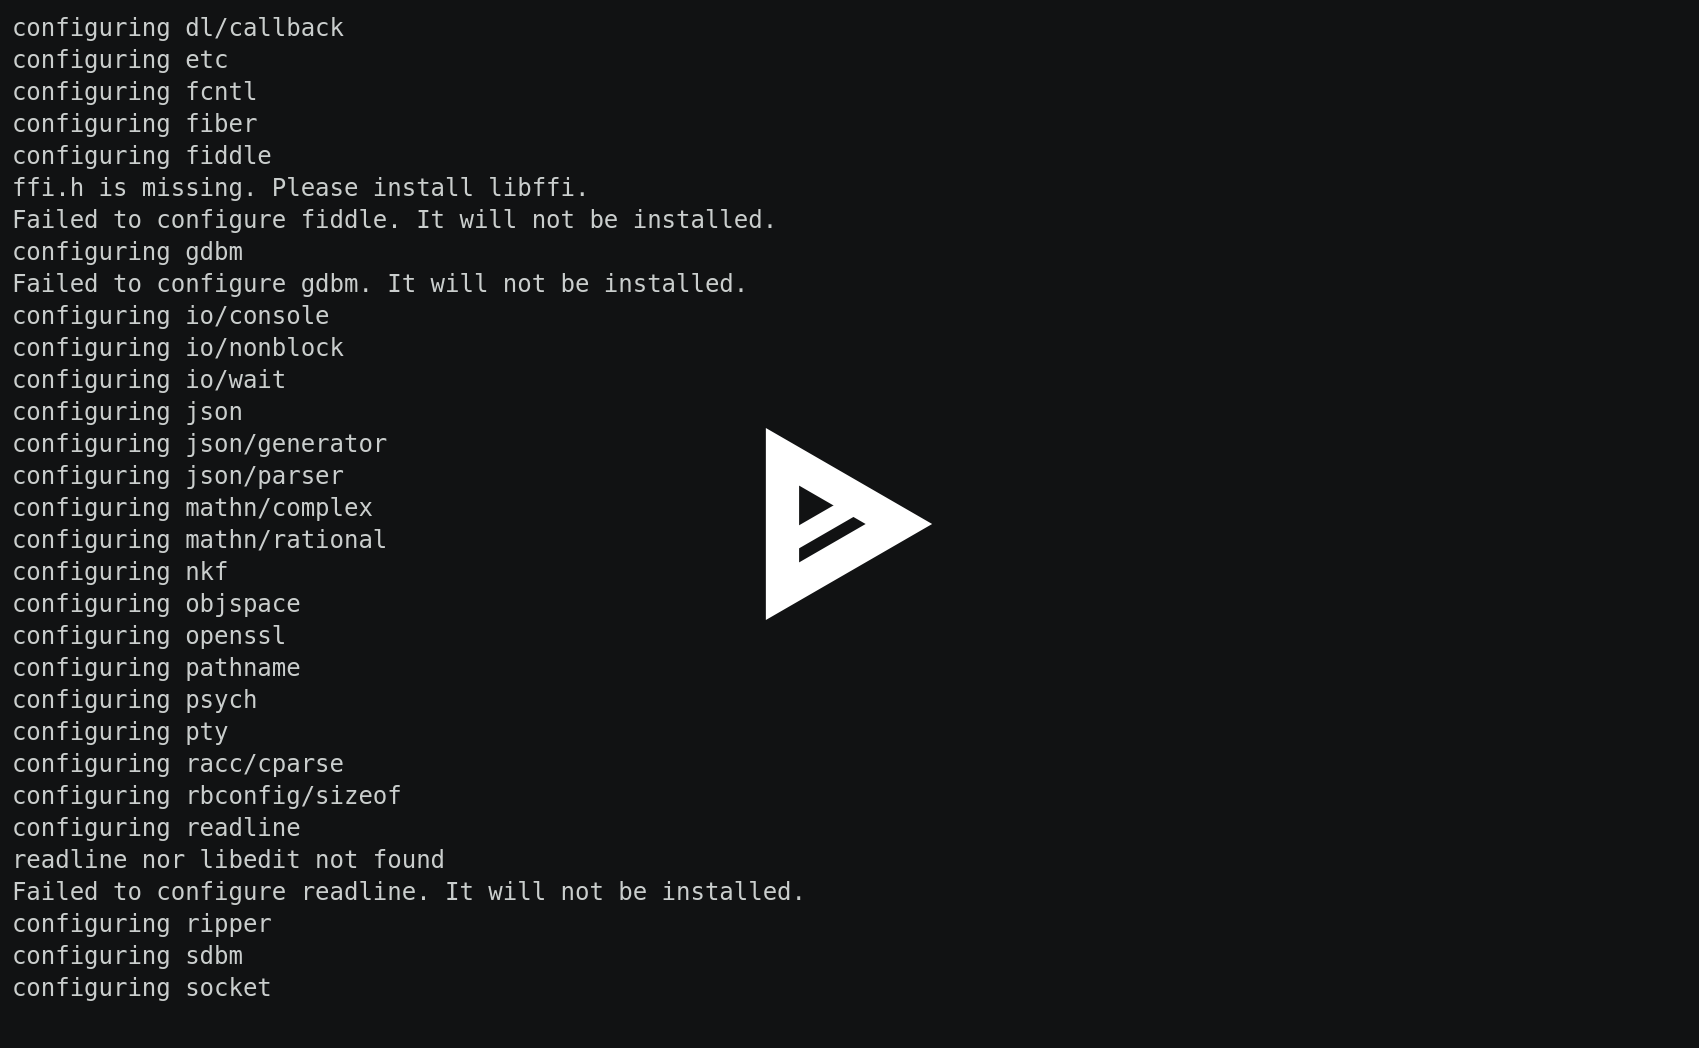 configuring dl/callback
configuring etc
configuring fcntl
configuring fiber
configuring fiddle
ffi.h is missing. Please install libffi.
Failed to configure fiddle. It will not be installed.
configuring gdbm
Failed to configure gdbm. It will not be installed.
configuring io/console
configuring io/nonblock
configuring io/wait
configuring json
configuring json/generator
configuring json/parser
configuring mathn/complex
configuring mathn/rational
configuring nkf
configuring objspace
configuring openssl
configuring pathname
configuring psych
configuring pty
configuring racc/cparse
configuring rbconfig/sizeof
configuring readline
readline nor libedit not found
Failed to configure readline. It will not be installed.
configuring ripper
configuring sdbm
configuring socket